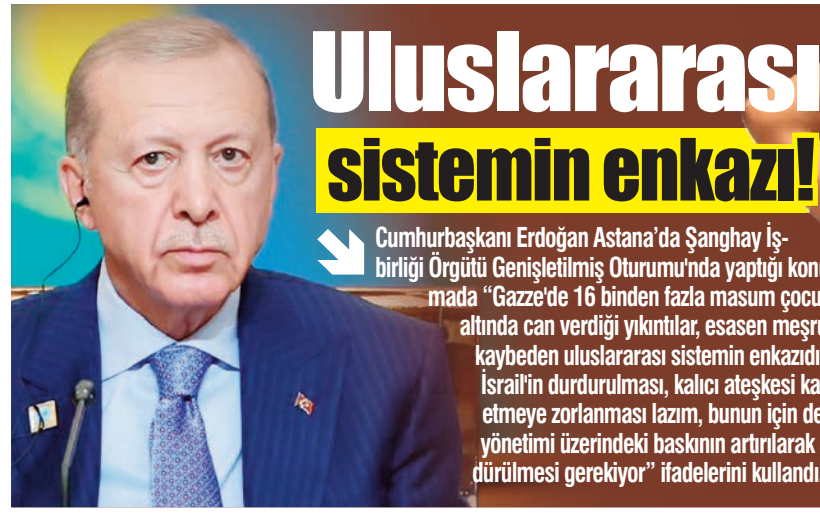 Uluslararası
sistemin enkazı!
Cumhurbaşkanı Erdoğan Astana’da Şanghay İş-
birliği Örgütü Genişletilmiş Oturumu'nda yaptığı
mada “Gazze'de 16 binden fazla masum
altında can verdiği yıkıntılar, esasen
kaybeden uluslararası sistemin
İsrail'in durdurulması, kalıcı ateşkesi
etmeye zorlanması lazım, bunun için
yönetimi üzerindeki baskının artırılarak
dürülmesi gerekiyor” ifadelerini kullandı.